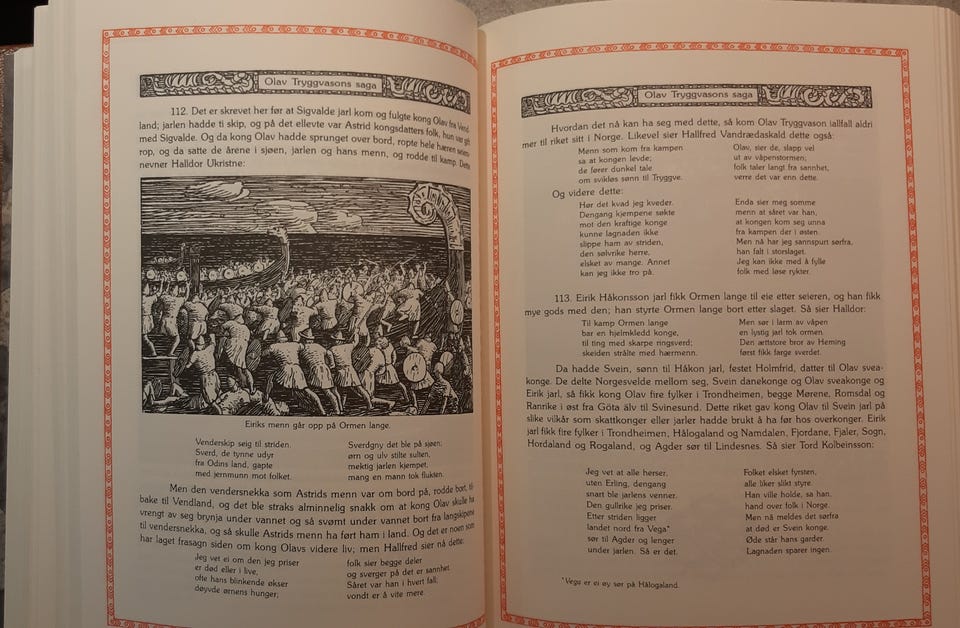 Olav Tryggvasons saga
112. Det er skrevet her før at Sigvalde jarl kom og fulgte kong Olav fra Vend-
land; jarlen hadde ti skip, og på det ellevte var Astrid kongsdatters folk, hun var gift
med Sigvalde. Og da kong Olav hadde sprunget over bord, ropte hele hæren seiers-
rop, og da satte de årene i sjøen, jarlen og hans menn, og rodde til kamp. Dette
nevner Halldor Ukristne:
Eiriks menn går opp på Ormen lange.
Venderskip seig til striden.
Sverd, de tynne udyr
fra Odins land, gapte
med jernmunn mot folket.
Sverdgny det ble på sjøen;
ørn og ulv stilte sulten,
mektig jarlen kjempet,
mang en mann tok flukten.
Men den vendersnekka som Astrids menn var om bord på, rodde bort, til-
bake til Vendland, og det ble straks alminnelig snakk om at kong Olav skulle ha
vrengt av seg brynja under vannet og så svømt under vannet bort fra langskipene
til vendersnekka, og så skulle Astrids menn ha ført ham i land. Og det er noen som
har laget frasagn siden om kong Olavs videre liv; men Hallfred sier nå dette:
Jeg vet ei om den jeg priser
er død eller i live,
ofte hans blinkende økser
døyvde ørnens hunger;
folk sier begge deler
og sverger på det er sannhet.
Såret var han i hvert fall;
vondt er å vite mere.
Olav Tryggvasons saga
Hvordan det nå kan ha seg med dette, så kom Olav Tryggvason iallfall aldri
mer til riket sitt i Norge. Likevel sier Hallfred Vandrædaskald dette også:
Menn som kom fra kampen
sa at kongen levde;
de fører dunkel tale
om svikløs sønn til Tryggve.
Olav, sier de, slapp vel
ut av våpenstormen;
folk taler langt fra sannhet,
verre det var enn dette.
Og videre dette:
Hør det kvad jeg kveder.
Dengang kjempene søkte
mot den kraftige konge
kunne lagnaden ikke
slippe ham av striden,
den sølvrike herre,
elsket av mange. Annet
kan jeg ikke tro på.
Enda sier meg somme
menn at såret var han,
at kongen kom seg unna
fra kampen der i østen.
Men nå har jeg sannspun sørfra,
han falt i storslaget.
Jeg kan ikke med å fylle
folk med løse rykter.
113. Eirik Håkonsson jarl fikk Ormen lange til eie etter seieren, og han fikk
mye gods med den; han styrte Ormen lange bort etter slaget. Så sier Halldor:
Til kamp Ormen lange
bar en hjelmkledd konge,
til ting med skarpe ringsverd;
skeiden strålte med hærmenn.
Men sør i larm av våpen
en lystig jarl tok ormen.
Den ættstore bror av Heming
først fikk farge sverdet.
Da hadde Svein, sønn til Håkon jarl, festet Holmfrid, datter til Olav svea-
konge. De delte Norgesvelde mellom seg, Svein danekonge og Olav sveakonge og
Eirik jarl, så fikk kong Olav fire fylker i Trondheimen, begge Mørene, Romsdal og
Ranrike i øst fra Göta älv til Svinesund. Dette riket gav kong Olav til Svein jarl på
slike vilkår som skattkonger eller jarler hadde brukt å ha før hos overkonger. Eirik
jarl fikk fire fylker i Trondheimen, Hålogaland og Namdalen, Fjordane, Fjaler, Sogn,
Hordaland og Rogaland, og Agder sør til Lindesnes. Så sier Tord Kolbeinsson:
Jeg vet at alle herser,
uten Erling, dengang
snart ble jarlens venner.
Den gullrike jeg priser.
Etter striden ligger
landet nord fra Vega*
sør til Agder og lenger
under jarlen. Så er det.
Folket elsket fyrsten,
alle liker slikt styre.
Han ville holde, sa han.
hand over folk i Norge.
Men nå meldes det sørfra
at død er Svein konge.
Øde står hans garder.
Lagnaden sparer ingen.
*Vega er ei øy sør på Hålogaland.